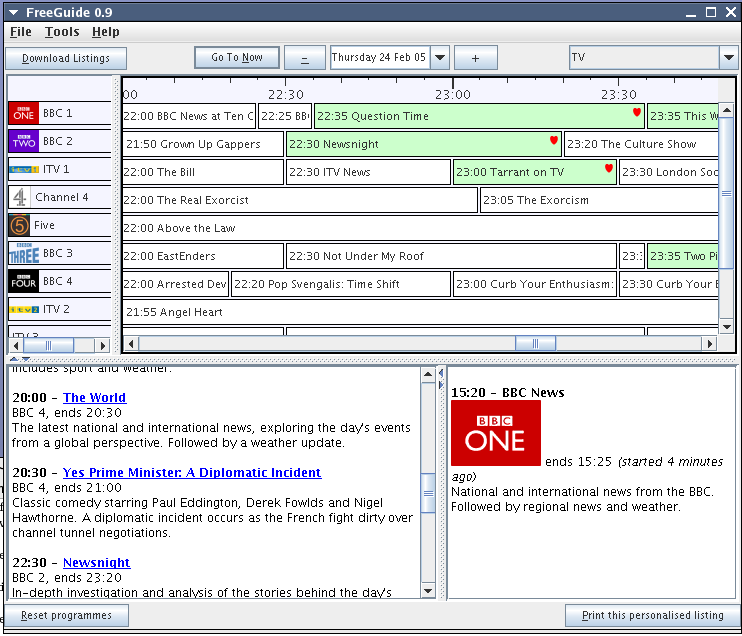 FreeGuide 0.9
File Tools Help
Download Listings
Go To Now
–
Thursday 24 Feb 05
+
TV
00 22:30 23:00 23:30
BBC ONE BBC 1 22:00 BBC News at Ten 22:25 BB 22:35 Question Time 23:35 This W
BBC TWO BBC 2 21:50 Grown Up Gappers 22:30 Newsnight 23:20 The Culture Show
itv1 ITV 1 22:00 The Bill 22:30 ITV News 23:00 Tarrant on TV 23:30 London Soc
4 Channel 4 22:00 The Real Exorcist 23:05 The Exorcism
5 Five 22:00 Above the Law
BBC THREE BBC 3 22:00 EastEnders 22:30 Not Under My Roof 23: 23:35 Two Pi
BBC FOUR BBC 4 22:00 Arrested Dev 22:20 Pop Svengalis: Time Shift 23:00 Curb Your Enthusiasm: 23:30 Curb Your E
itv2 ITV 2 21:55 Angel Heart
includes sport and weather.
20:00 – The World
BBC 4, ends 20:30
The latest national and international news, exploring the day's events
from a global perspective. Followed by a weather update.
20:30 – Yes Prime Minister: A Diplomatic Incident
BBC 4, ends 21:00
Classic comedy starring Paul Eddington, Derek Fowlds and Nigel
Hawthorne. A diplomatic incident occurs as the French fight dirty over
channel tunnel negotiations.
22:30 – Newsnight
BBC 2, ends 23:20
In-depth investigation and analysis of the stories behind the day's
15:20 – BBC News
BBC
ONE
ends 15:25 (started 4 minutes
ago)
National and international news from the BBC.
Followed by regional news and weather.
Reset programmes
Print this personalised listing